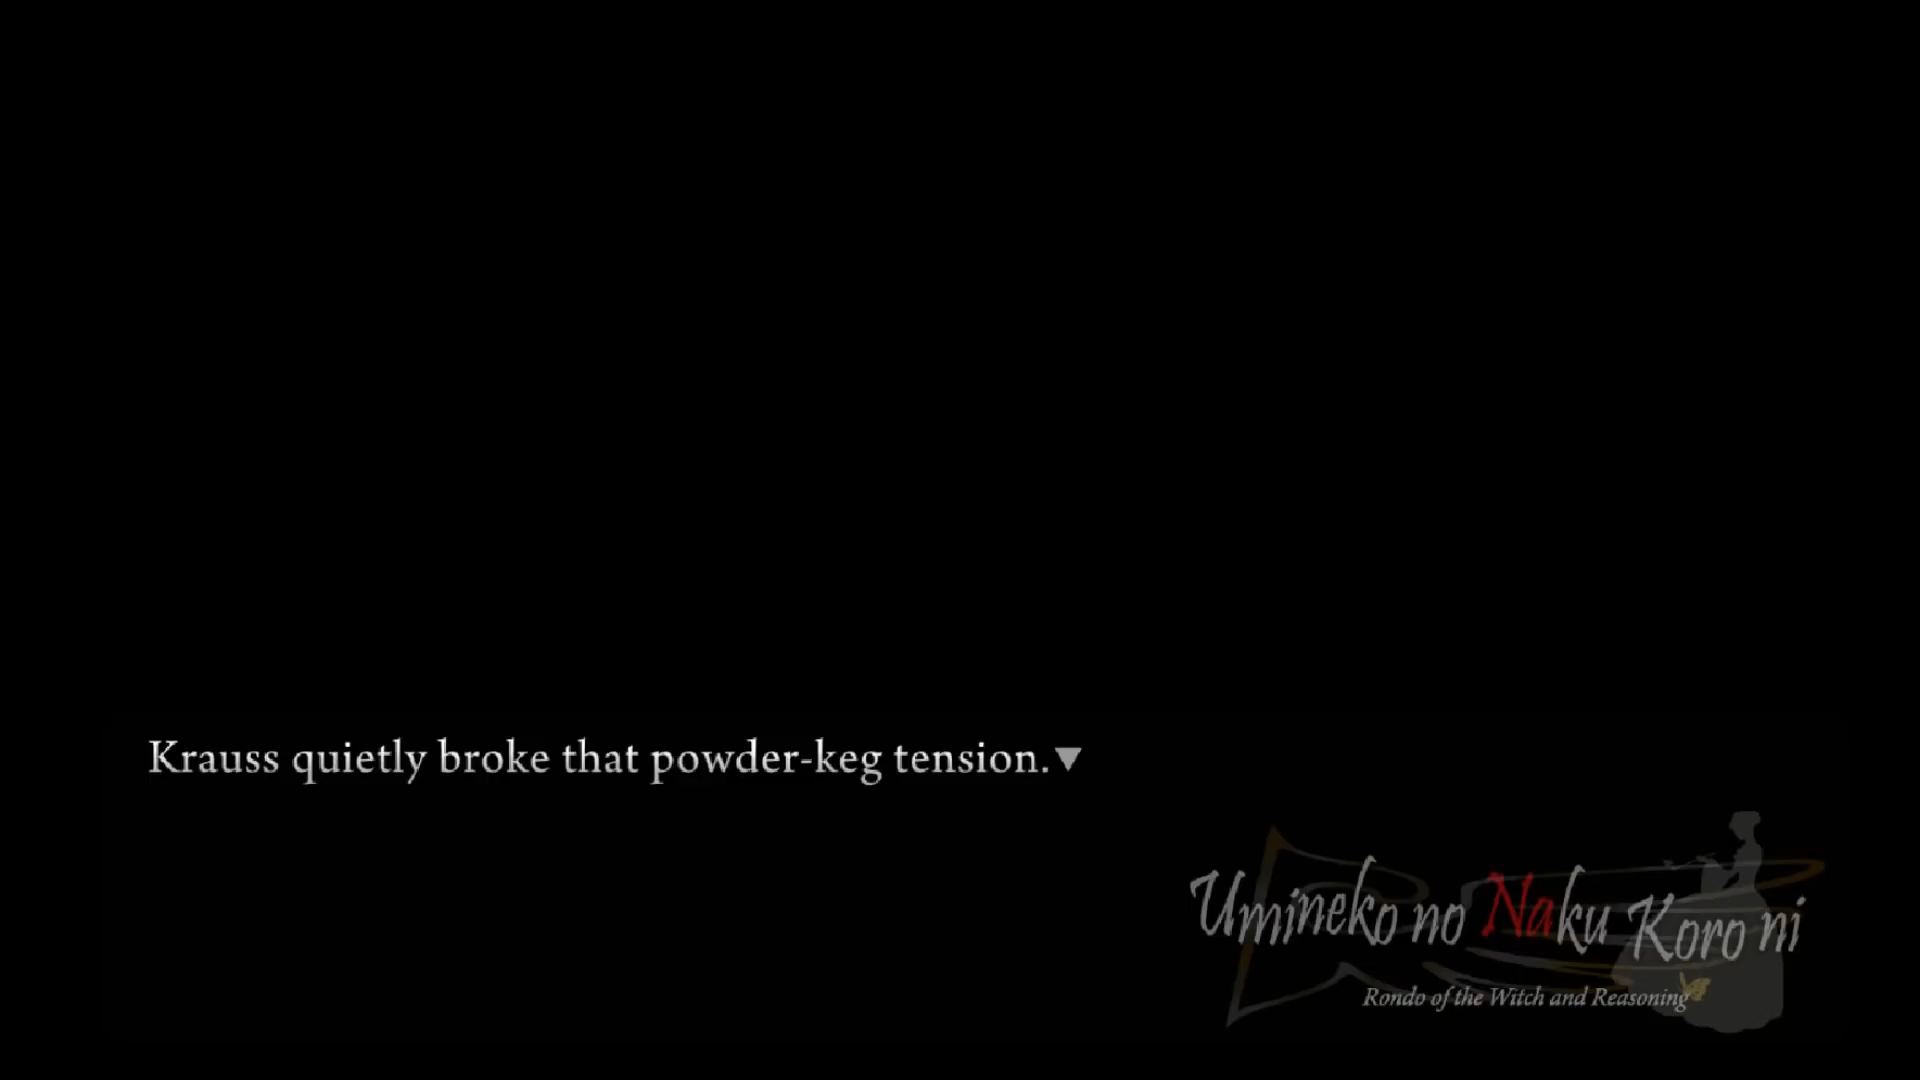 Krauss quietly broke that powder-keg tension.
Umineko no Naku Koro ni
Rondo of the Witch and Reasoning